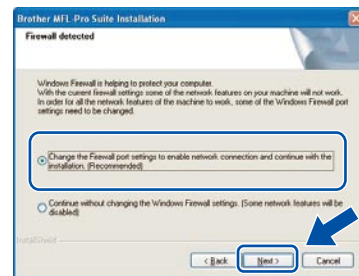 Brother MFL-Pro Suite Installation
Firewall detected
Windows Firewall is helping to protect your computer.
With the current firewall settings some of the network features on your machine will not work.
In order for all the network features of the machine to work, some of the Windows Firewall port
settings need to be changed.
Change the Firewall port settings to enable network connection and continue with the
installation. (Recommended)
Continue without changing the Windows Firewall settings. (Some network features will be
disabled)
InstallShield
< Back
Next >
Cancel